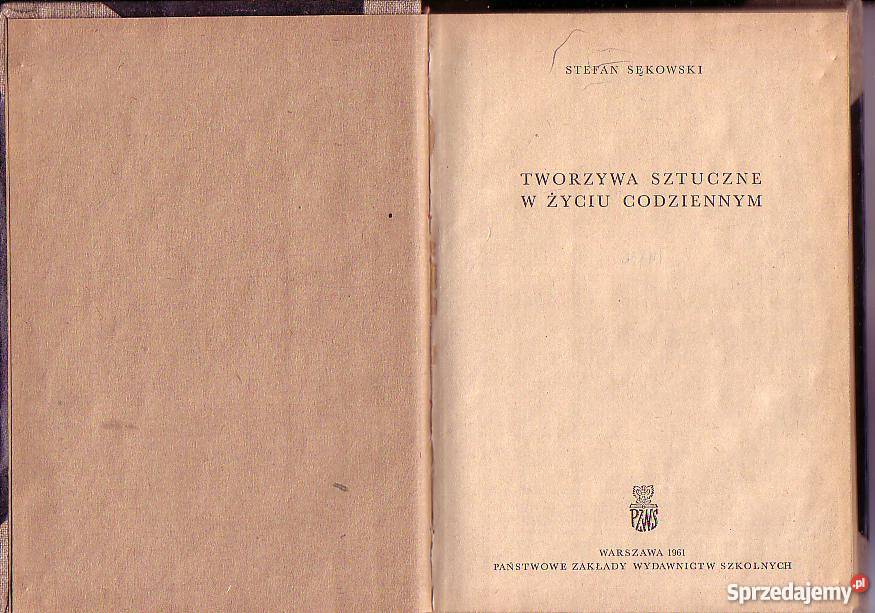 STEFAN SĘKOWSKI
TWORZYWA SZTUCZNE
W ŻYCIU CODZIENNYM
PZWS
WARSZAWA 1961
PAŃSTWOWE ZAKŁADY WYDAWNICTW SZKOLNYCH
Sprzedajemy.pl